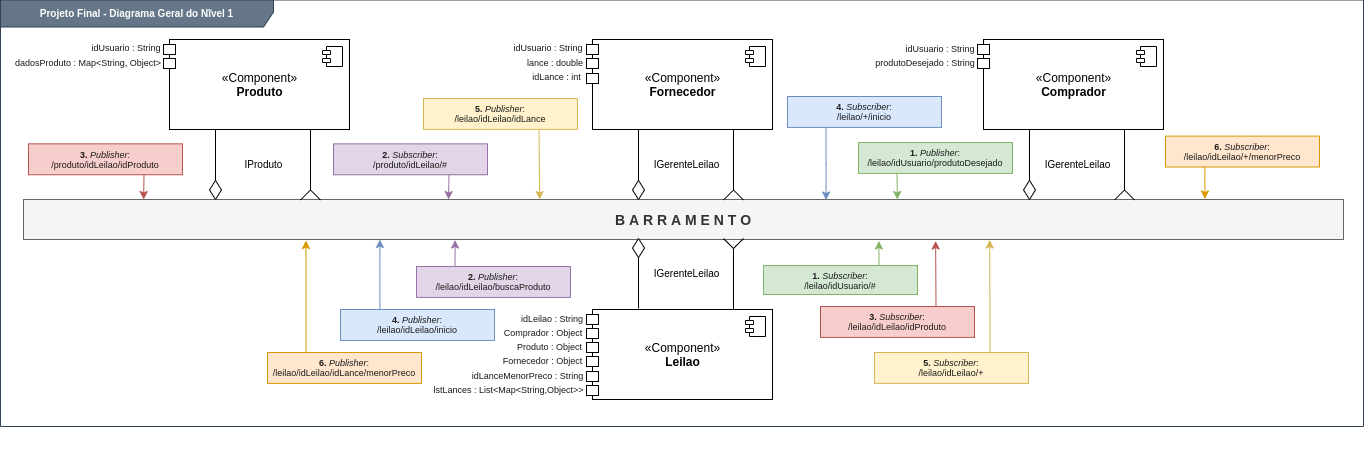 Projeto Final - Diagrama Geral do Nível 1
idUsuario : String
dadosProduto : Map<String, Object>
«Component»
Produto
idUsuario : String
lance : double
idLance : int
«Component»
Fornecedor
idUsuario : String
produtoDesejado : String
«Component»
Comprador
5. Publisher:
/leilao/idLeilao/idLance
4. Subscriber:
/leilao/+/inicio
3. Publisher:
/produto/idLeilao/idProduto
IProduto
2. Subscriber:
/produto/idLeilao/#
IGerenteLeilao
1. Publisher:
/leilao/idUsuario/produtoDesejado
IGerenteLeilao
6. Subscriber:
/leilao/idLeilao/+/menorPreco
BARRAMENTO
2. Publisher:
/leilao/idLeilao/buscaProduto
IGerenteLeilao
1. Subscriber:
/leilao/idUsuario/#
4. Publisher:
/leilao/idLeilao/inicio
3. Subscriber:
/leilao/idLeilao/idProduto
6. Publisher:
/leilao/idLeilao/idLance/menorPreco
5. Subscriber:
/leilao/idLeilao/+
idLeilao : String
Comprador : Object
Produto : Object
Fornecedor : Object
idLanceMenorPreco : String
lstLances : List<Map<String,Object>>
«Component»
Leilao